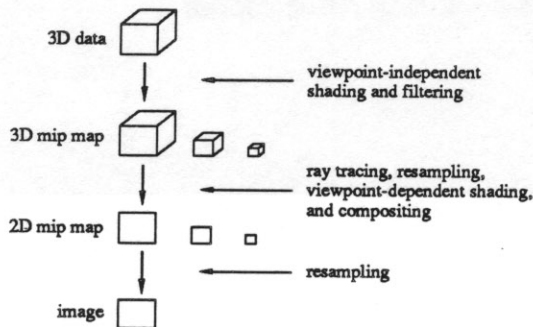 3D data
viewpoint-independent
shading and filtering
3D mip map
ray tracing, resampling,
viewpoint-dependent shading,
and compositing
2D mip map
resampling
image